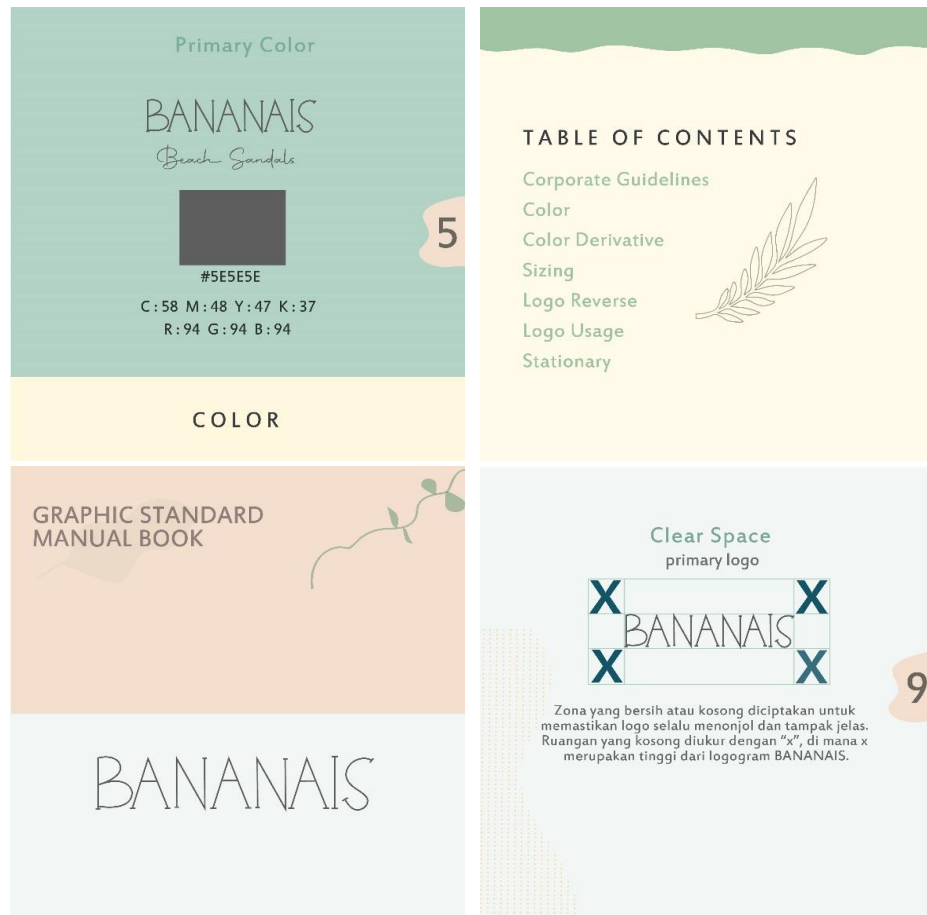 Primary Color
BANANAIS
Beach Sandals
5
#5E5E5E
C:58 M:48 Y:47 K:37
R:94 G:94 B:94
COLOR
TABLE OF CONTENTS
Corporate Guidelines
Color
Color Derivative
Sizing
Logo Reverse
Logo Usage
Stationary
GRAPHIC STANDARD
MANUAL BOOK
BANANAIS
Clear Space
primary logo
X X
BANANAIS
X X
9
Zona yang bersih atau kosong diciptakan untuk
memastikan logo selalu menonjol dan tampak jelas.
Ruangan yang kosong diukur dengan “x”, di mana x
merupakan tinggi dari logogram BANANAIS.